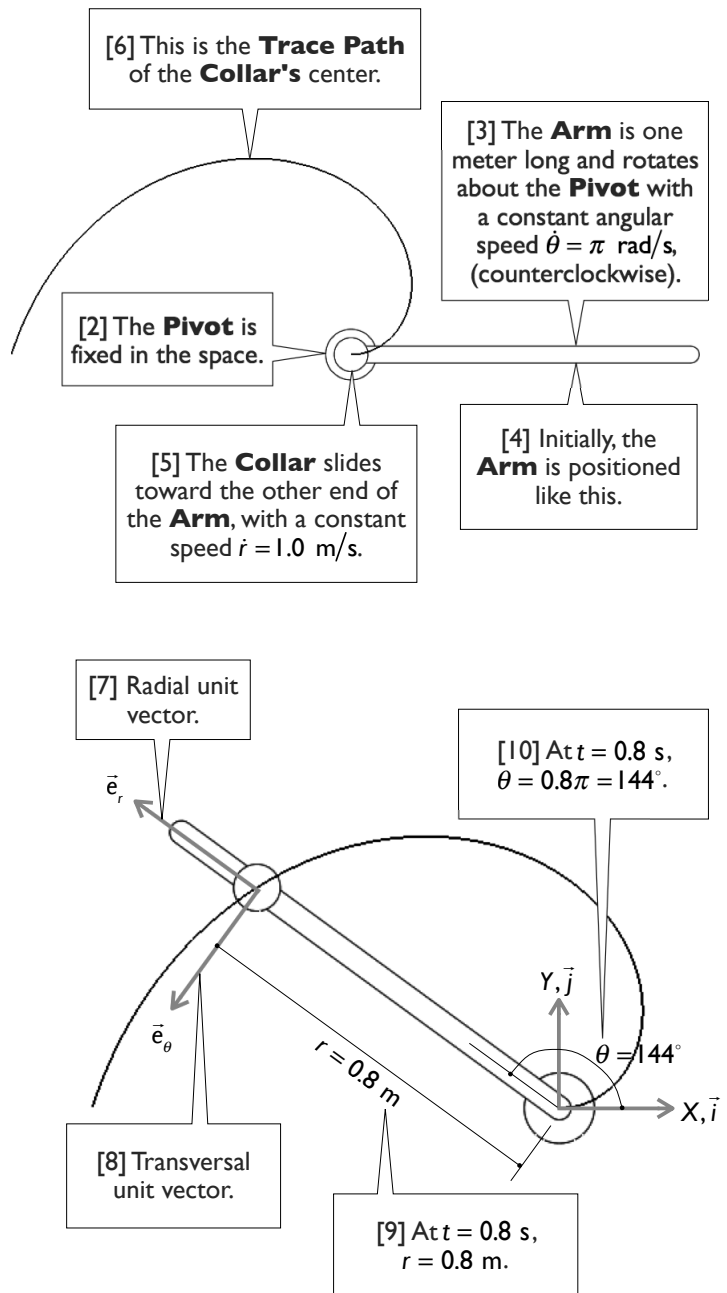 [6] This is the Trace Path
of the Collar's center.
[3] The Arm is one
meter long and rotates
about the Pivot with
a constant angular
speed θ̇ = π rad/s,
(counterclockwise).
[2] The Pivot is
fixed in the space.
[5] The Collar slides
toward the other end of
the Arm, with a constant
speed ṙ = 1.0 m/s.
[4] Initially, the
Arm is positioned
like this.
[7] Radial unit
vector.
[10] At t = 0.8 s,
θ = 0.8π = 144°.
e⃗r
Y, j⃗
e⃗θ
r = 0.8 m
θ = 144°
X, i⃗
[8] Transversal
unit vector.
[9] At t = 0.8 s,
r = 0.8 m.